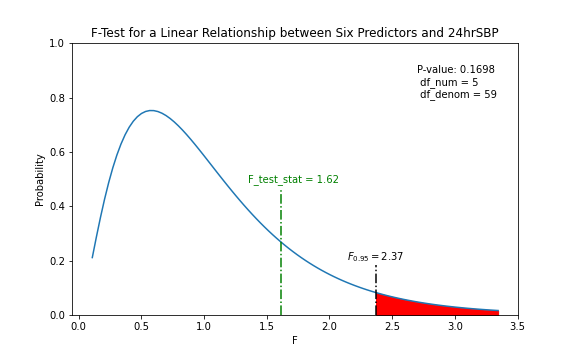 F-Test for a Linear Relationship between Six Predictors and 24hrSBP
1.0
0.8
0.6
0.4
0.2
0.0
Probability
P-value: 0.1698
df_num = 5
df_denom = 59
F_test_stat = 1.62
F0.95 = 2.37
0.0 0.5 1.0 1.5 2.0 2.5 3.0 3.5
F